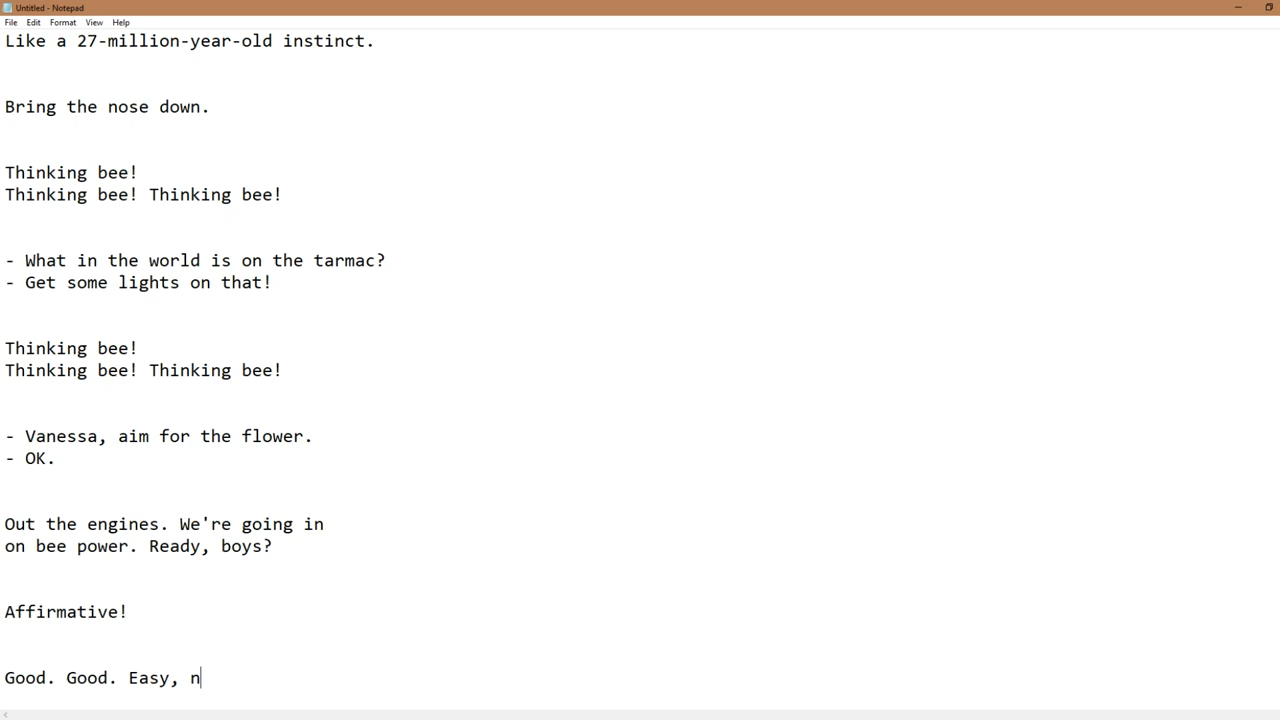 Untitled - Notepad
File Edit Format View Help
Like a 27-million-year-old instinct.
Bring the nose down.
Thinking bee!
Thinking bee! Thinking bee!
- What in the world is on the tarmac?
- Get some lights on that!
Thinking bee!
Thinking bee! Thinking bee!
- Vanessa, aim for the flower.
- OK.
Out the engines. We're going in
on bee power. Ready, boys?
Affirmative!
Good. Good. Easy, n